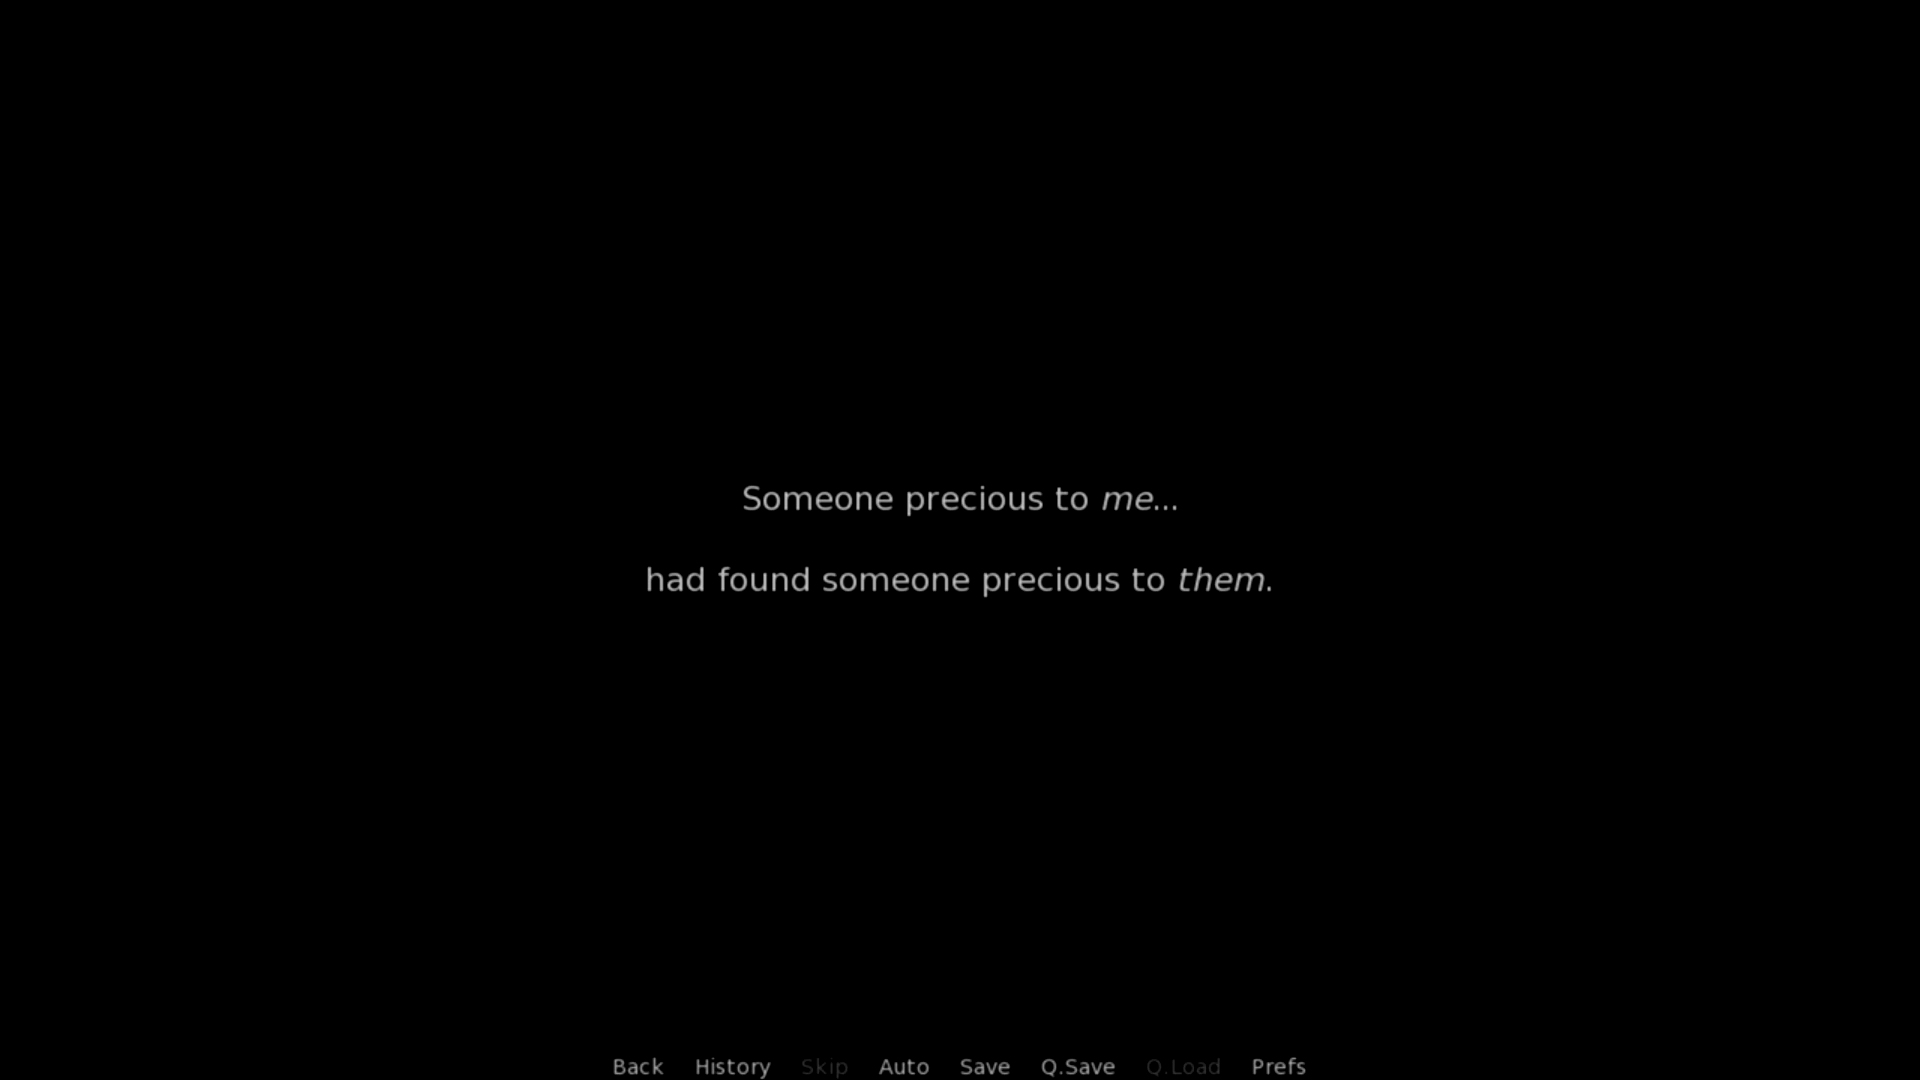 Someone precious to me...
had found someone precious to them.
Back History Skip Auto Save Q.Save Q.Load Prefs